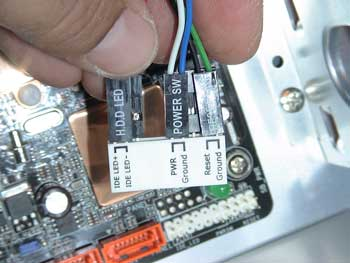 H.D.D LED
POWER SW
IDE LED+
IDE LED-
PWR
Ground
Reset
Ground